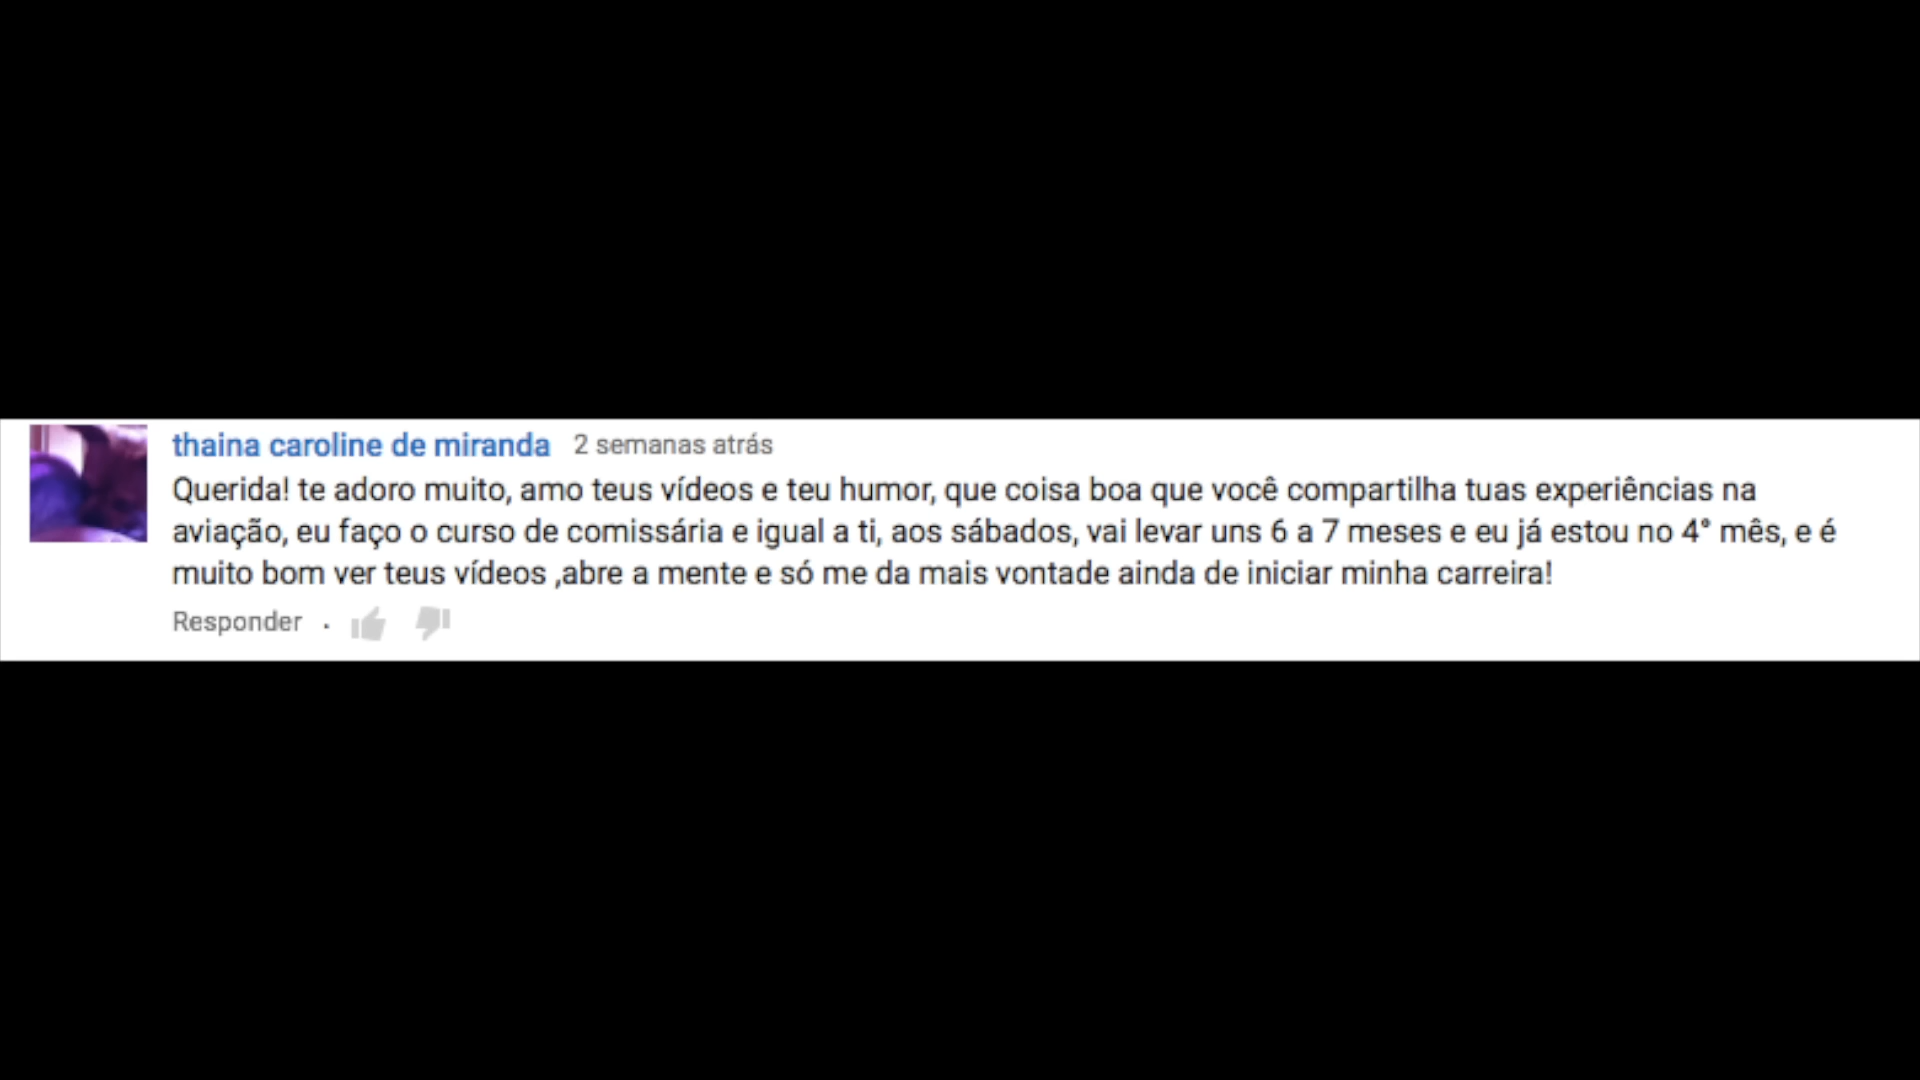 thaina caroline de miranda 2 semanas atrás
Querida! te adoro muito, amo teus vídeos e teu humor, que coisa boa que você compartilha tuas experiências na
aviação, eu faço o curso de comissária e igual a ti, aos sábados, vai levar uns 6 a 7 meses e eu já estou no 4° mês, e é
muito bom ver teus vídeos ,abre a mente e só me da mais vontade ainda de iniciar minha carreira!
Responder .